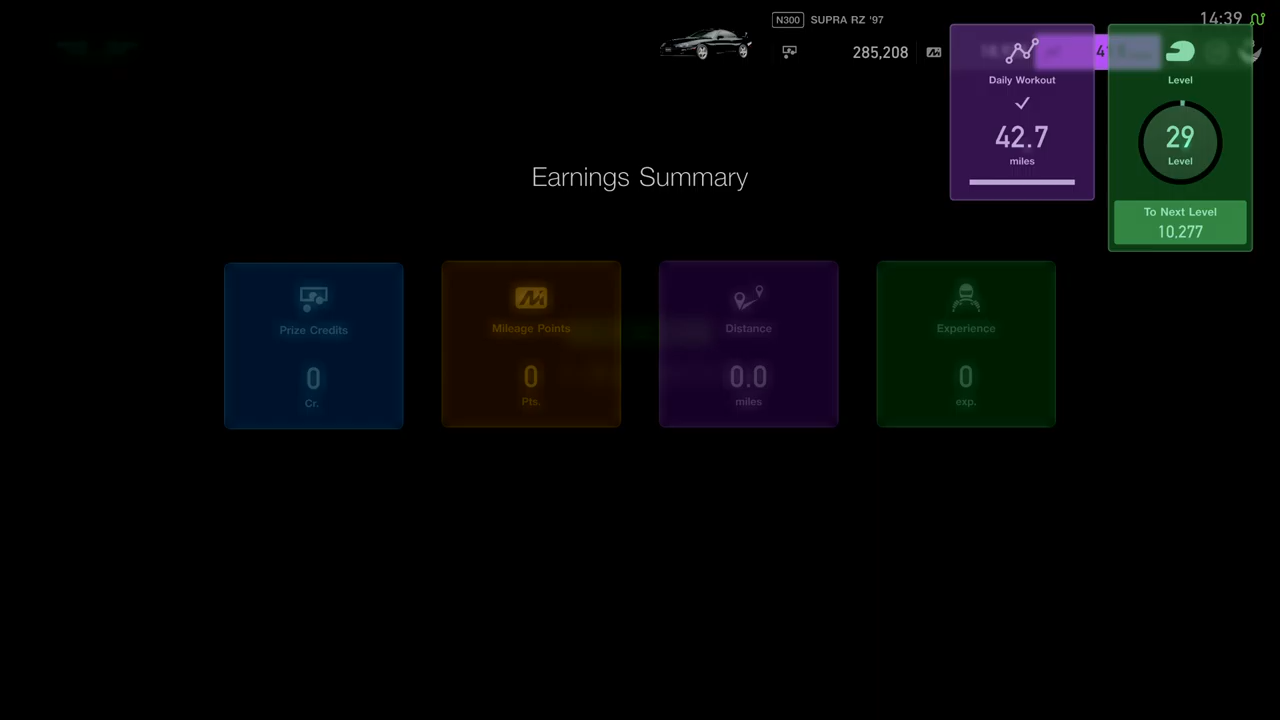 14:39
N300 SUPRA RZ '97
285,208
Daily Workout
42.7
miles
Level
29
Level
To Next Level
10,277
Earnings Summary
Prize Credits
0
Cr.
Mileage Points
0
Pts.
Distance
0.0
miles
Experience
0
exp.